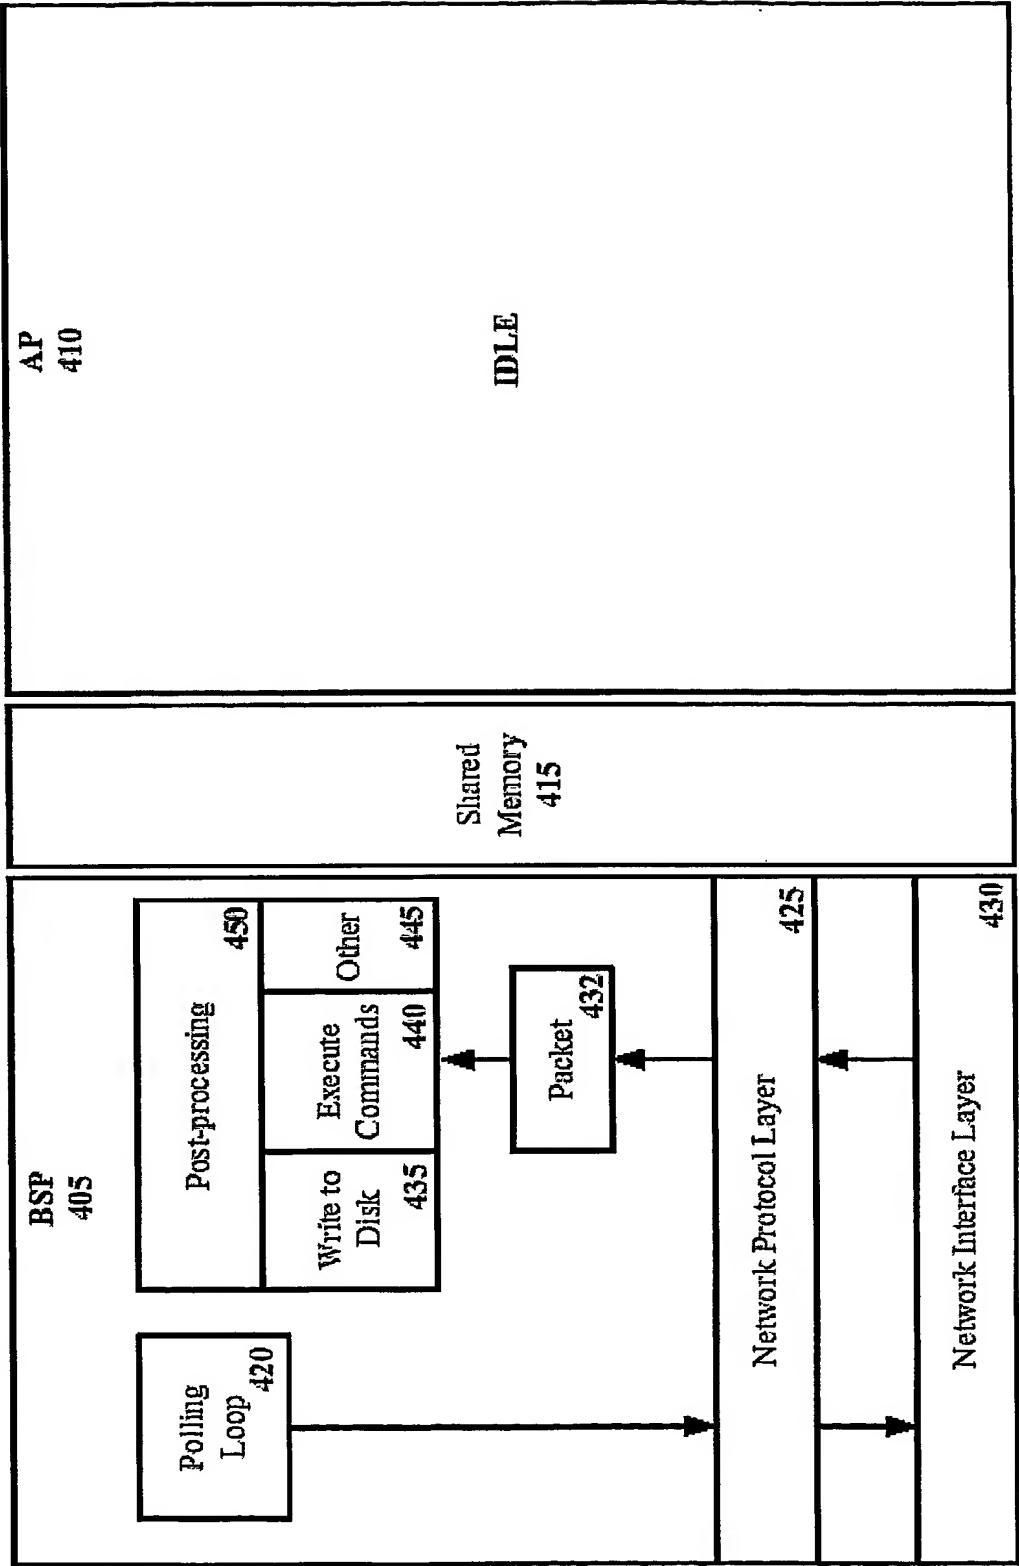 BSP
405
Polling
Loop
420
Post-processing
450
Write to
Disk
435
Execute
Commands
440
Other
445
Packet
432
Network Protocol Layer
425
Network Interface Layer
430
Shared
Memory
415
AP
410
IDLE